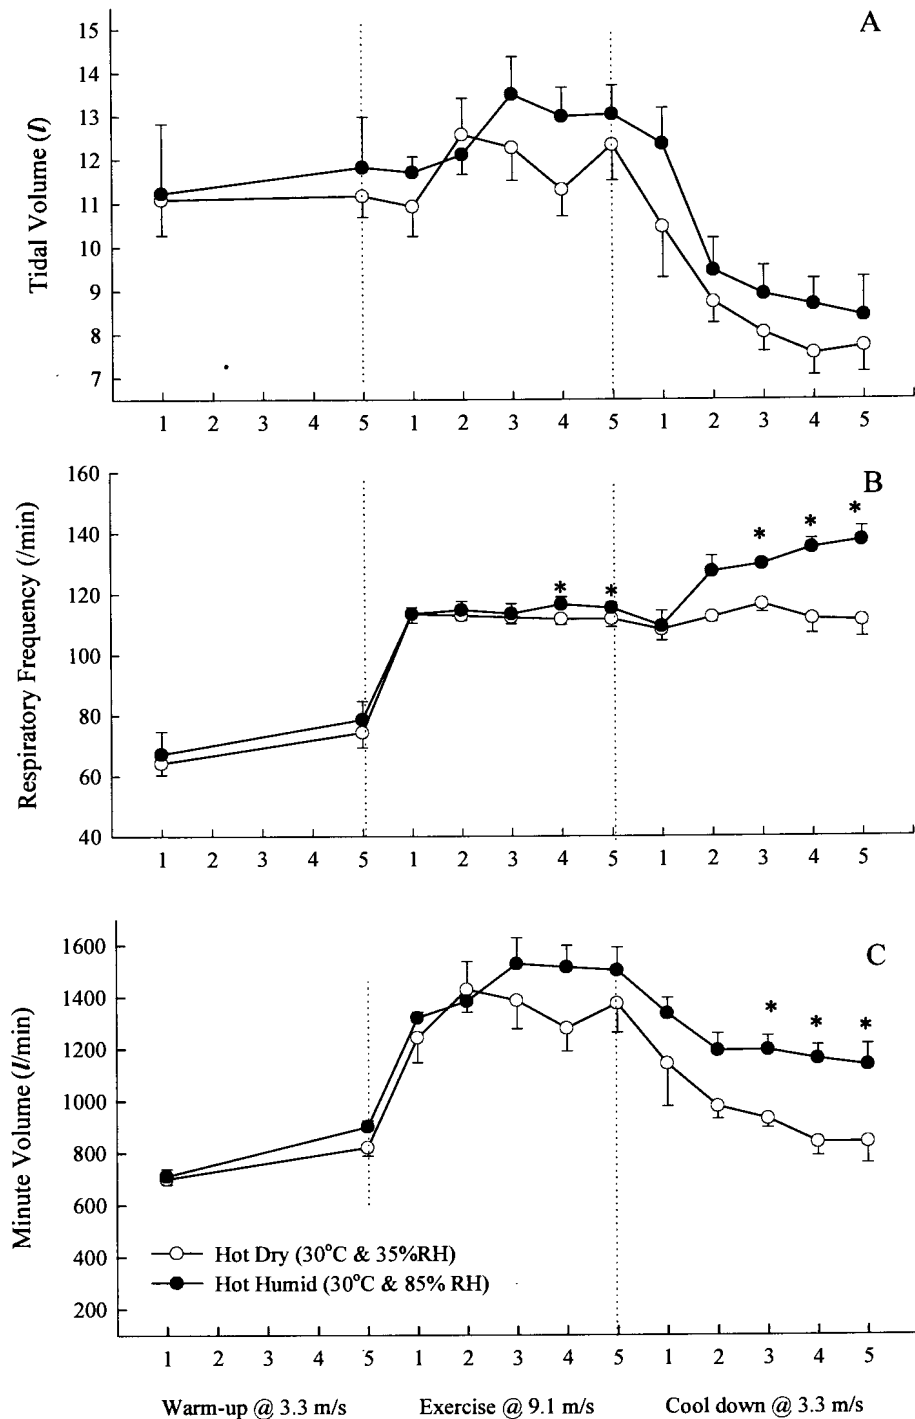 A
15
14
13
12
11
10
9
8
7
Tidal Volume (l)
1 2 3 4 5 1 2 3 4 5 1 2 3 4 5
B
160
140
120
100
80
60
40
Respiratory Frequency (/min)
* * * * *
1 2 3 4 5 1 2 3 4 5 1 2 3 4 5
C
1600
1400
1200
1000
800
600
400
200
Minute Volume (l/min)
* * *
Hot Dry (30°C & 35%RH)
Hot Humid (30°C & 85% RH)
1 2 3 4 5 1 2 3 4 5 1 2 3 4 5
Warm-up @ 3.3 m/s Exercise @ 9.1 m/s Cool down @ 3.3 m/s